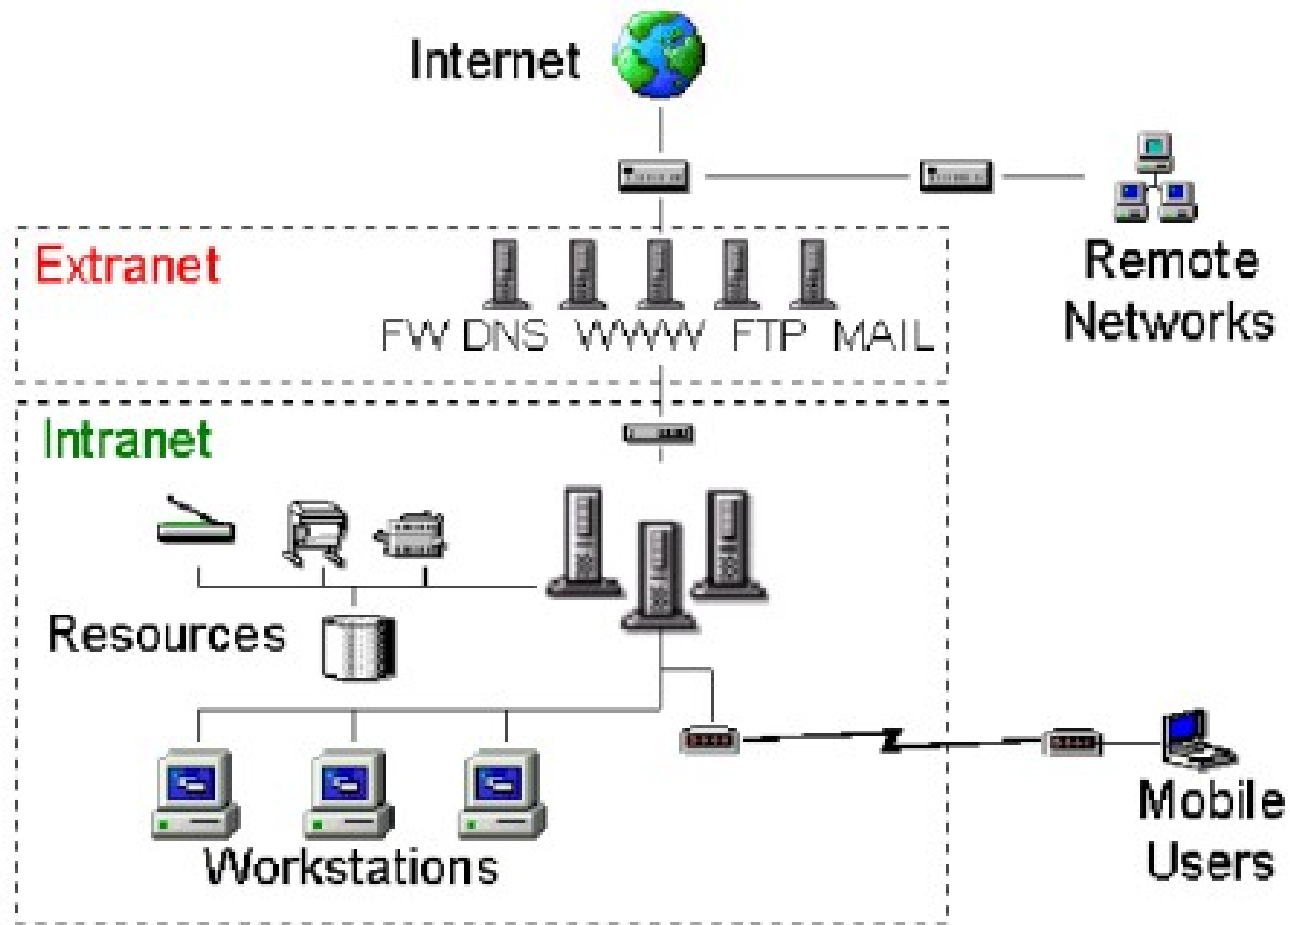 Internet
Extranet
FW DNS WWW FTP MAIL
Remote
Networks
Intranet
Resources
Workstations
Mobile
Users